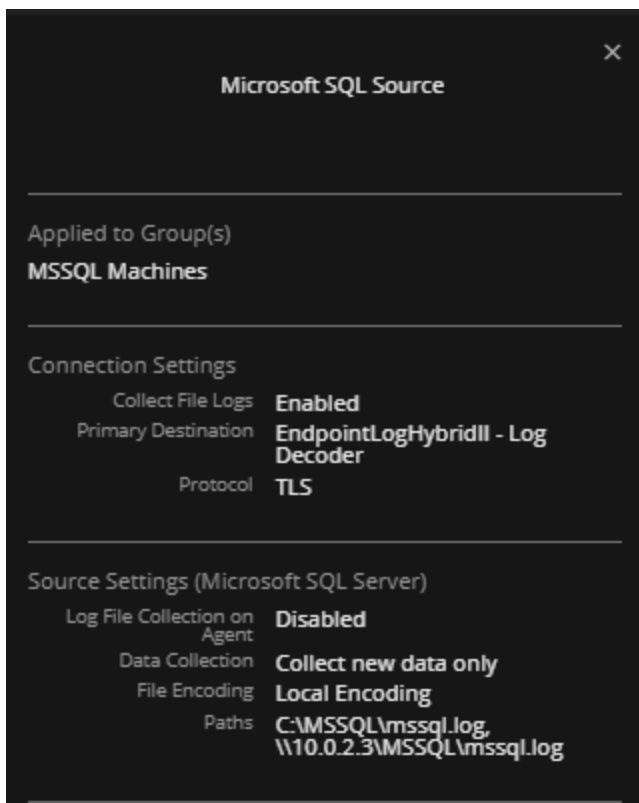 Microsoft SQL Source
Applied to Group(s)
MSSQL Machines
Connection Settings
Collect File Logs Enabled
Primary Destination EndpointLogHybridII - Log
Decoder
Protocol TLS
Source Settings (Microsoft SQL Server)
Log File Collection on
Agent Disabled
Data Collection Collect new data only
File Encoding Local Encoding
Paths C:\MSSQL\mssql.log,
\\10.0.2.3\MSSQL\mssql.log